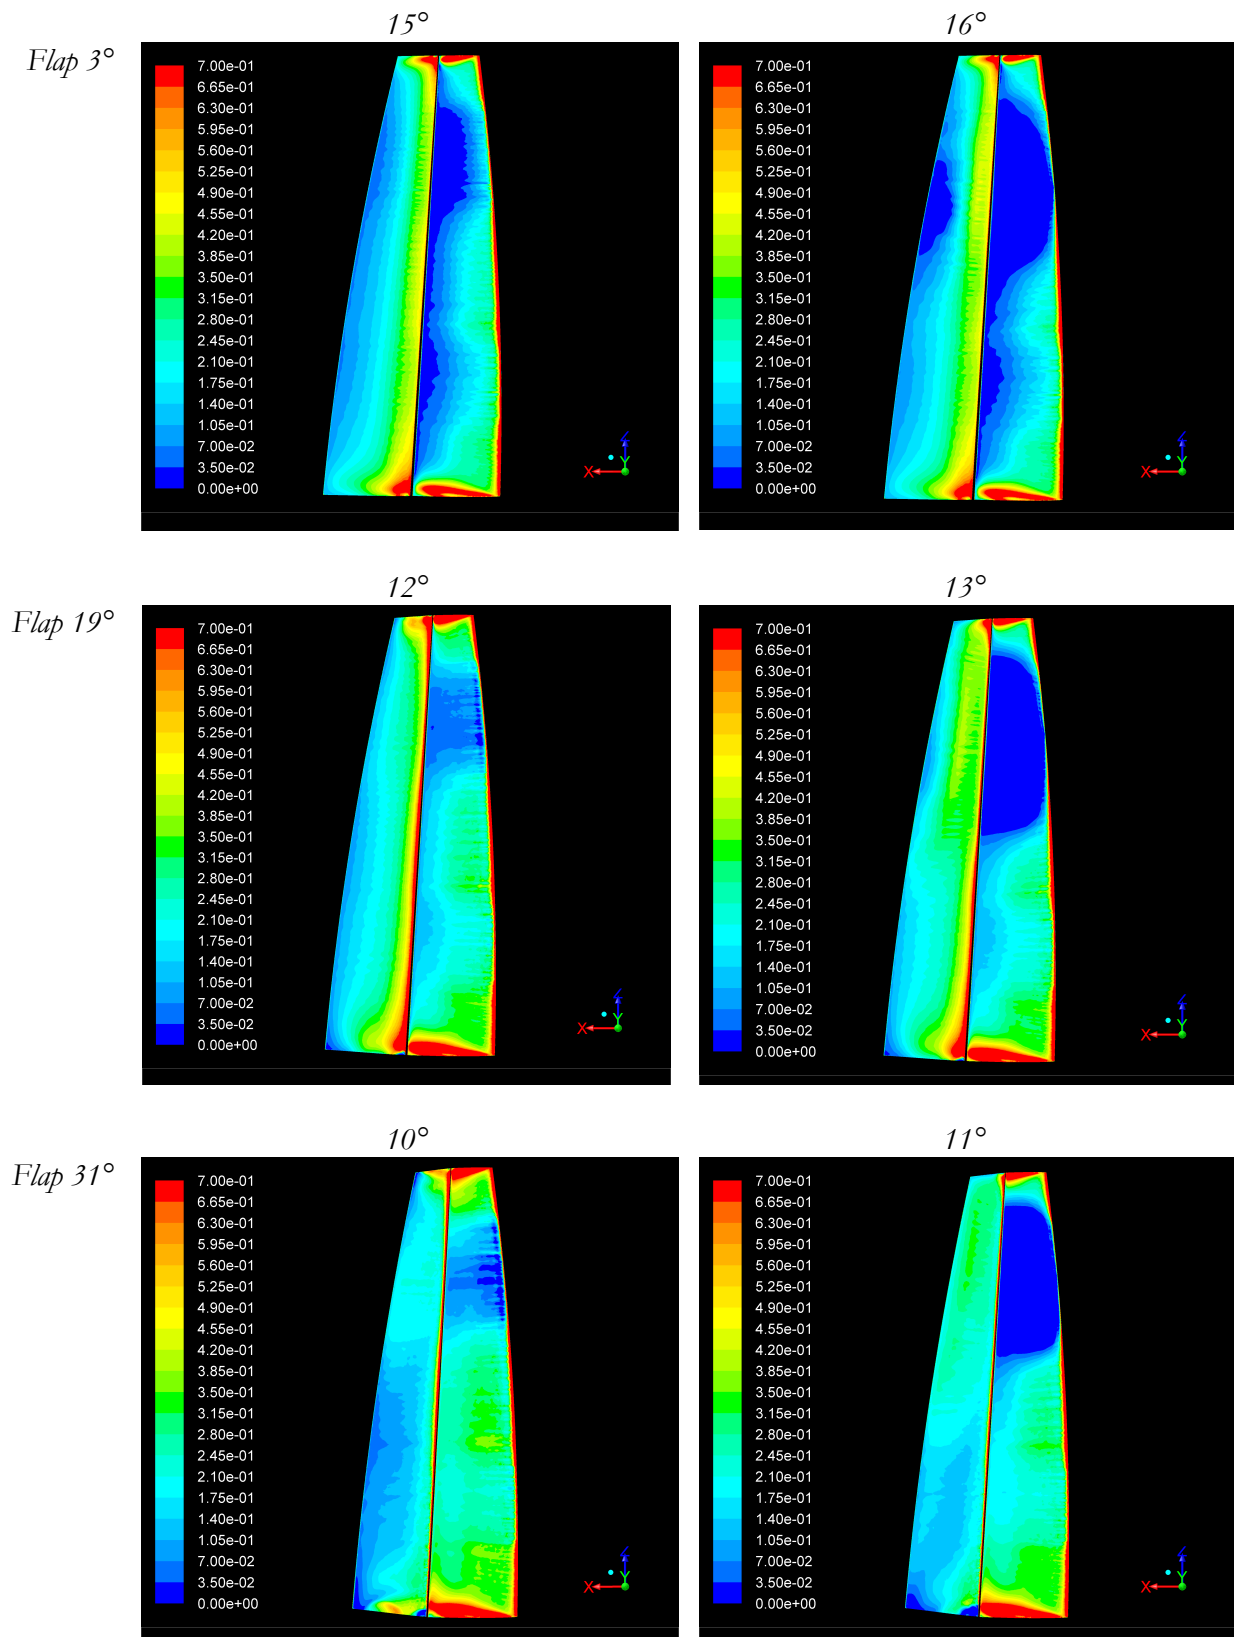 15°
16°
Flap 3°
7.00e-01
6.65e-01
6.30e-01
5.95e-01
5.60e-01
5.25e-01
4.90e-01
4.55e-01
4.20e-01
3.85e-01
3.50e-01
3.15e-01
2.80e-01
2.45e-01
2.10e-01
1.75e-01
1.40e-01
1.05e-01
7.00e-02
3.50e-02
0.00e+00
X
Y
Z
7.00e-01
6.65e-01
6.30e-01
5.95e-01
5.60e-01
5.25e-01
4.90e-01
4.55e-01
4.20e-01
3.85e-01
3.50e-01
3.15e-01
2.80e-01
2.45e-01
2.10e-01
1.75e-01
1.40e-01
1.05e-01
7.00e-02
3.50e-02
0.00e+00
X
Y
Z
12°
13°
Flap 19°
7.00e-01
6.65e-01
6.30e-01
5.95e-01
5.60e-01
5.25e-01
4.90e-01
4.55e-01
4.20e-01
3.85e-01
3.50e-01
3.15e-01
2.80e-01
2.45e-01
2.10e-01
1.75e-01
1.40e-01
1.05e-01
7.00e-02
3.50e-02
0.00e+00
X
Y
Z
7.00e-01
6.65e-01
6.30e-01
5.95e-01
5.60e-01
5.25e-01
4.90e-01
4.55e-01
4.20e-01
3.85e-01
3.50e-01
3.15e-01
2.80e-01
2.45e-01
2.10e-01
1.75e-01
1.40e-01
1.05e-01
7.00e-02
3.50e-02
0.00e+00
X
Y
Z
10°
11°
Flap 31°
7.00e-01
6.65e-01
6.30e-01
5.95e-01
5.60e-01
5.25e-01
4.90e-01
4.55e-01
4.20e-01
3.85e-01
3.50e-01
3.15e-01
2.80e-01
2.45e-01
2.10e-01
1.75e-01
1.40e-01
1.05e-01
7.00e-02
3.50e-02
0.00e+00
X
Y
Z
7.00e-01
6.65e-01
6.30e-01
5.95e-01
5.60e-01
5.25e-01
4.90e-01
4.55e-01
4.20e-01
3.85e-01
3.50e-01
3.15e-01
2.80e-01
2.45e-01
2.10e-01
1.75e-01
1.40e-01
1.05e-01
7.00e-02
3.50e-02
0.00e+00
X
Y
Z